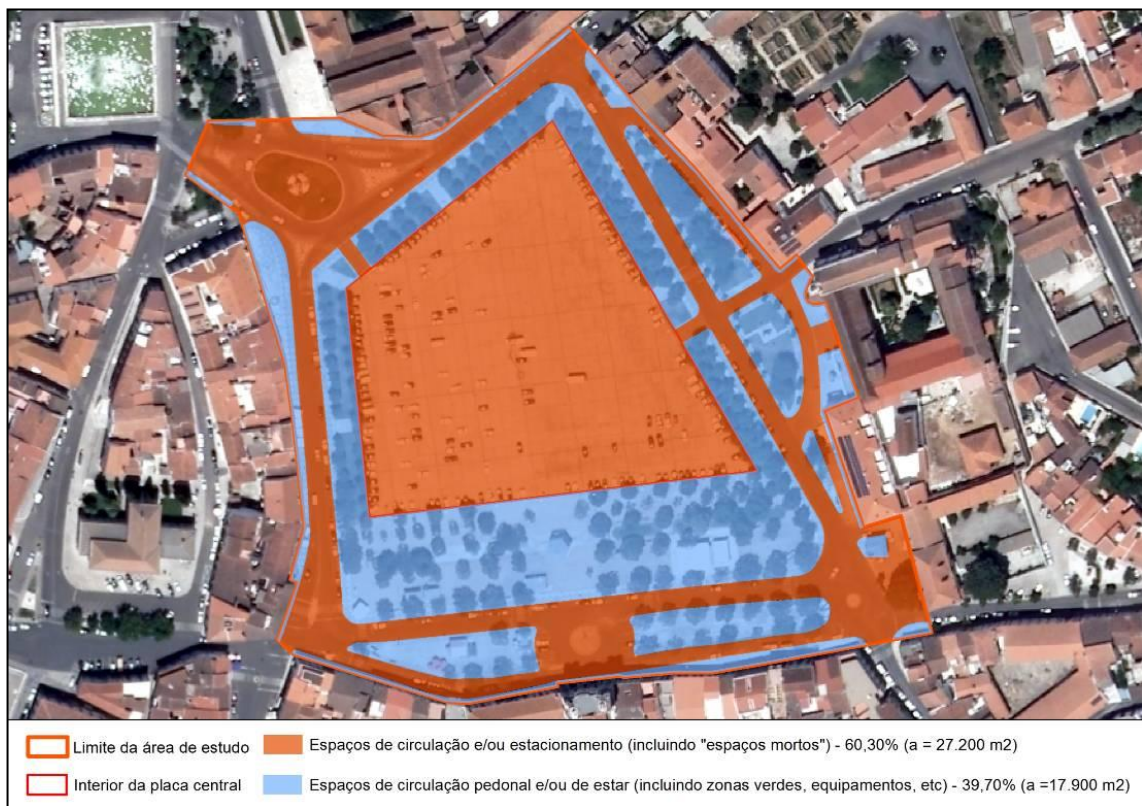 Limite da área de estudo
Espaços de circulação e/ou estacionamento (incluindo "espaços mortos") - 60,30% (a = 27.200 m2)
Interior da placa central
Espaços de circulação pedonal e/ou de estar (incluindo zonas verdes, equipamentos, etc) - 39,70% (a =17.900 m2)